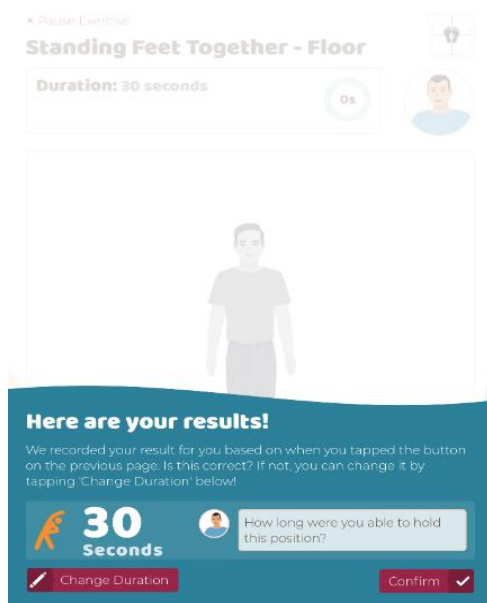 × Pause Exercise
Standing Feet Together - Floor
Duration: 30 seconds
0s
Here are your results!
We recorded your result for you based on when you tapped the button
on the previous page. Is this correct? If not, you can change it by
tapping 'Change Duration' below!
30
Seconds
How long were you able to hold
this position?
Change Duration
Confirm